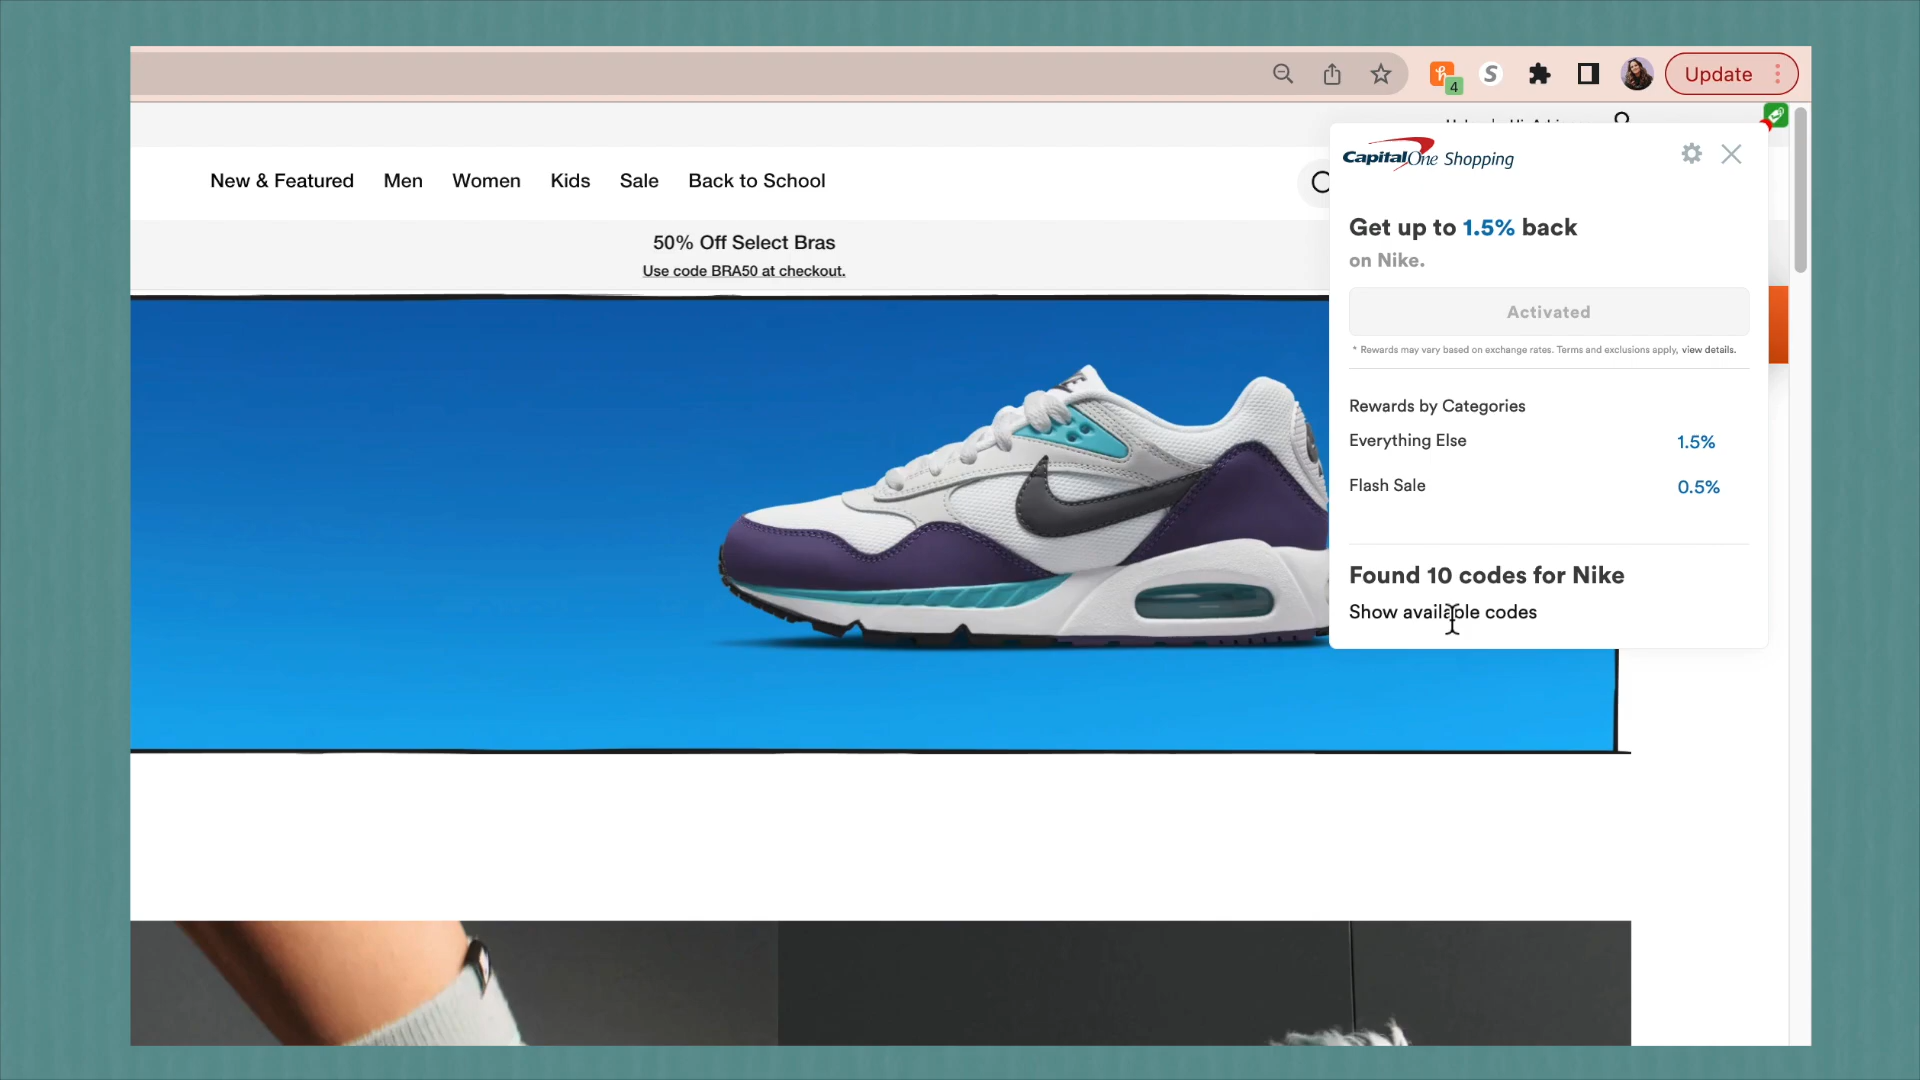 Update
4
S
New & Featured
Men
Women
Kids
Sale
Back to School
50% Off Select Bras
Use code BRA50 at checkout.
CapitalOne Shopping
Get up to 1.5% back
on Nike.
Activated
* Rewards may vary based on exchange rates. Terms and exclusions apply, view details.
Rewards by Categories
Everything Else
1.5%
Flash Sale
0.5%
Found 10 codes for Nike
Show available codes